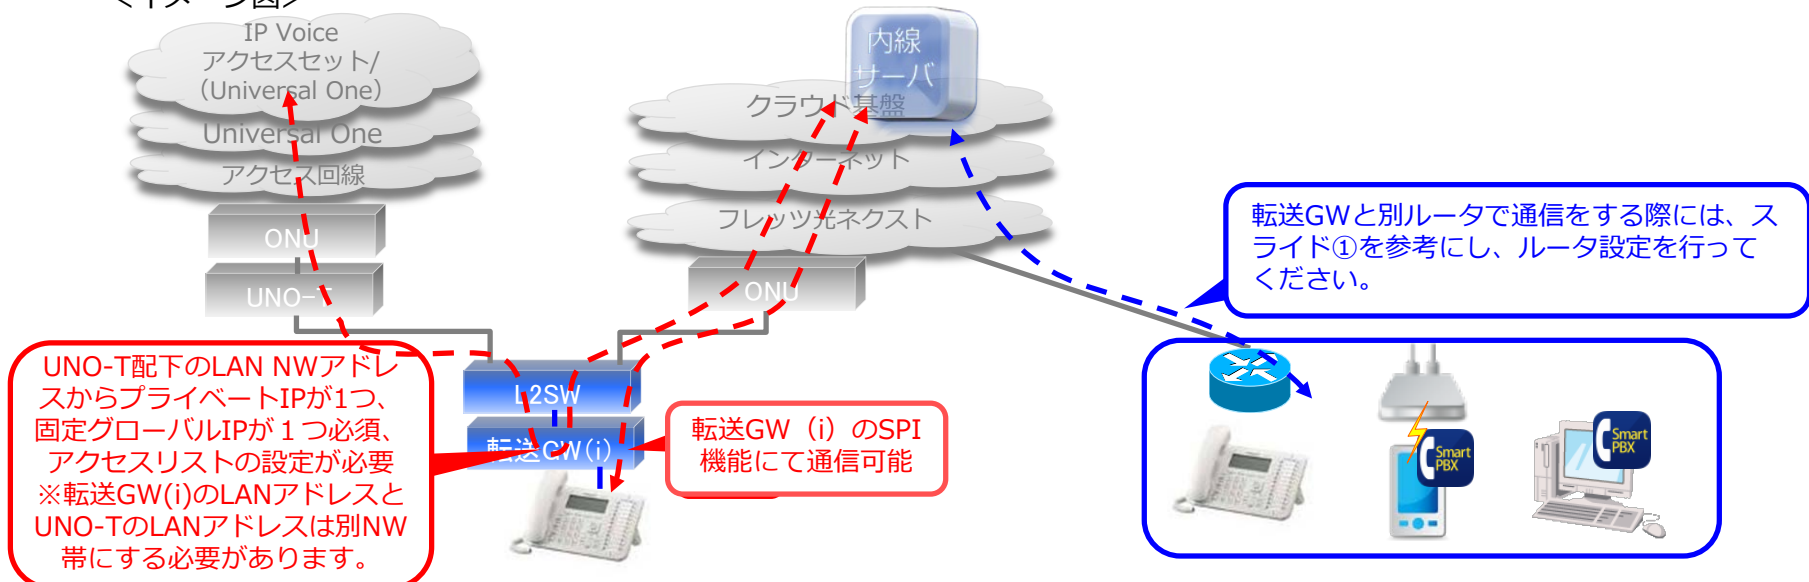 ＜イメージ図＞
IP Voice
アクセスセット/
（Universal One）
Universal One
アクセス回線
ONU
UNO-T
内線
サーバ
クラウド基盤
インターネット
フレッツ光ネクスト
ONU
L2SW
転送GW(i)
UNO-T配下のLAN NWアドレ
スからプライベートIPが1つ、
固定グローバルIPが１つ必須、
アクセスリストの設定が必要
※転送GW(i)のLANアドレスと
UNO-TのLANアドレスは別NW
帯にする必要があります。
転送GW（i）のSPI
機能にて通信可能
転送GWと別ルータで通信をする際には、ス
ライド①を参考にし、ルータ設定を行って
ください。
Smart
PBX
Smart
PBX